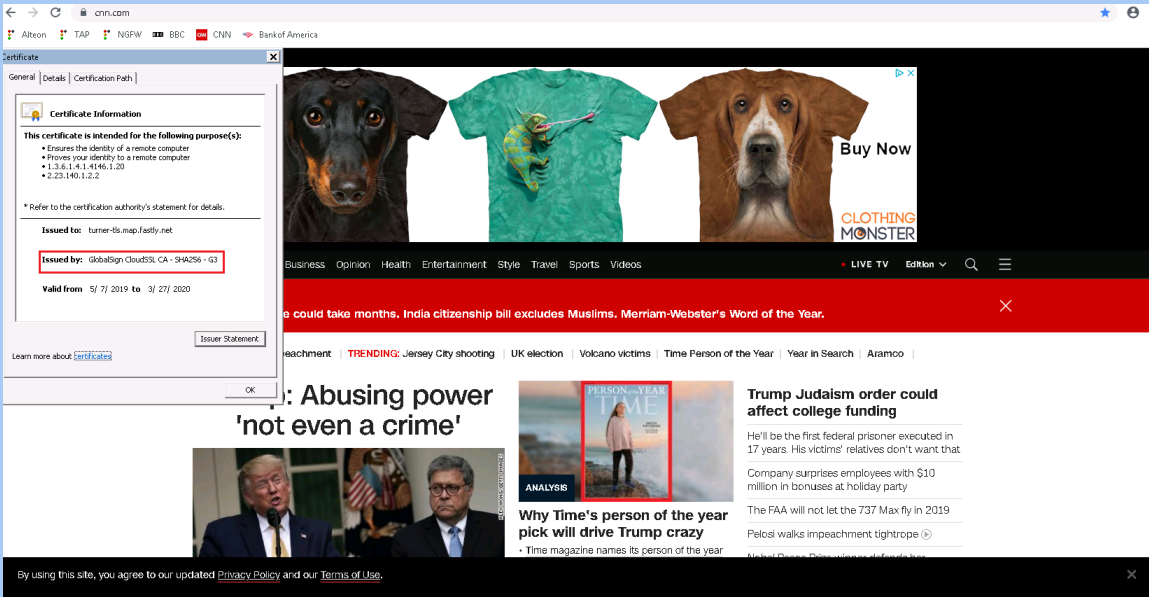 cnn.com
Alteon TAP NGFW BBC BBC CNN CNN Bank of America
Certificate
General Details Certification Path
Certificate Information
This certificate is intended for the following purpose(s):
• Ensures the identity of a remote computer
• Proves your identity to a remote computer
• 1.3.6.1.4.1.4146.1.20
• 2.23.140.1.2.2
* Refer to the certification authority's statement for details.
Issued to: turner-tls.map.fastly.net
Issued by: GlobalSign CloudSSL CA - SHA256 - G3
Valid from 5/ 7/ 2019 to 3/ 27/ 2020
Issuer Statement
Learn more about certificates
OK
Buy Now
CLOTHING
MONSTER
Business Opinion Health Entertainment Style Travel Sports Videos
LIVE TV Edition
e could take months. India citizenship bill excludes Muslims. Merriam-Webster's Word of the Year.
eachment TRENDING: Jersey City shooting UK election Volcano victims Time Person of the Year Year in Search Aramco
p: Abusing power
'not even a crime'
PERSON of the YEAR
TIME
ANALYSIS
Why Time's person of the year
pick will drive Trump crazy
• Time magazine names its person of the year
Trump Judaism order could
affect college funding
He'll be the first federal prisoner executed in
17 years. His victims' relatives don't want that
Company surprises employees with $10
million in bonuses at holiday party
The FAA will not let the 737 Max fly in 2019
Pelosi walks impeachment tightrope
By using this site, you agree to our updated Privacy Policy and our Terms of Use.